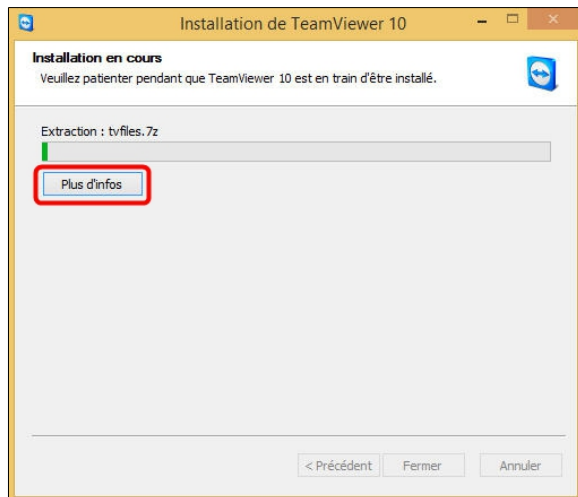 Installation de TeamViewer 10
Installation en cours
Veuillez patienter pendant que TeamViewer 10 est en train d'être installé.
Extraction : tvfiles.7z
Plus d'infos
< Précédent Fermer Annuler